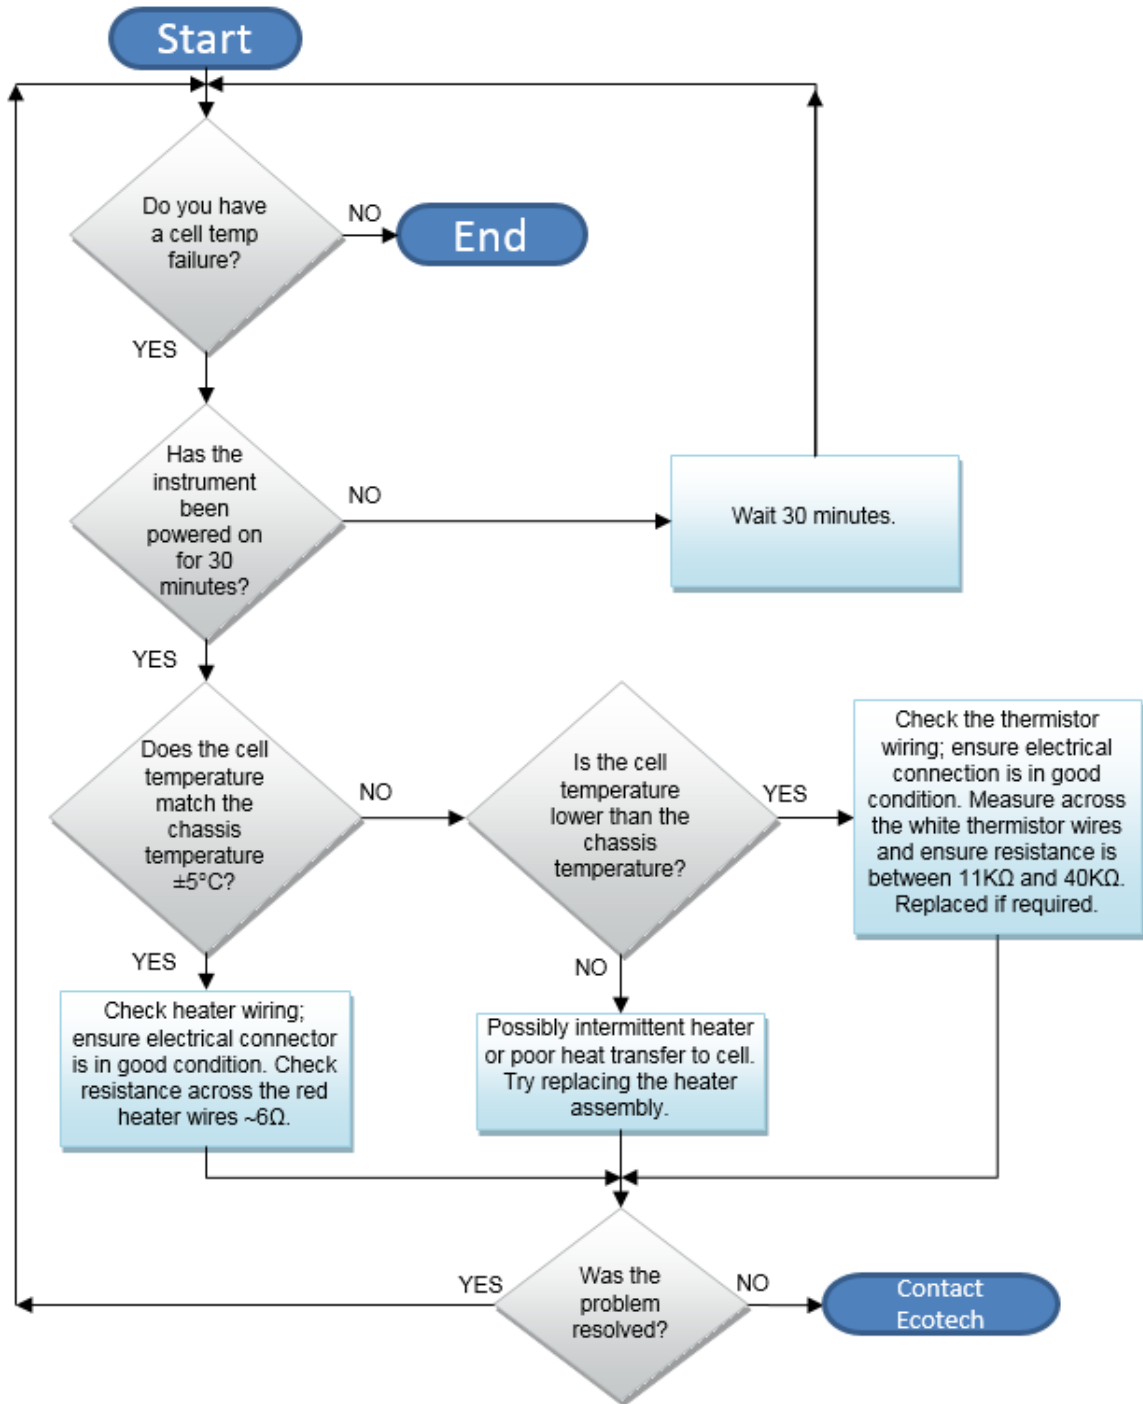 Start
Do you have
a cell temp
failure?
NO
End
YES
Has the
instrument
been
powered on
for 30
minutes?
NO
Wait 30 minutes.
YES
Does the cell
temperature
match the
chassis
temperature
±5°C?
NO
Is the cell
temperature
lower than the
chassis
temperature?
YES
Check the thermistor
wiring; ensure electrical
connection is in good
condition. Measure across
the white thermistor wires
and ensure resistance is
between 11KΩ and 40KΩ.
Replaced if required.
YES
Check heater wiring;
ensure electrical connector
is in good condition. Check
resistance across the red
heater wires ~6Ω.
NO
Possibly intermittent heater
or poor heat transfer to cell.
Try replacing the heater
assembly.
Was the
problem
resolved?
YES
NO
Contact
Ecotech